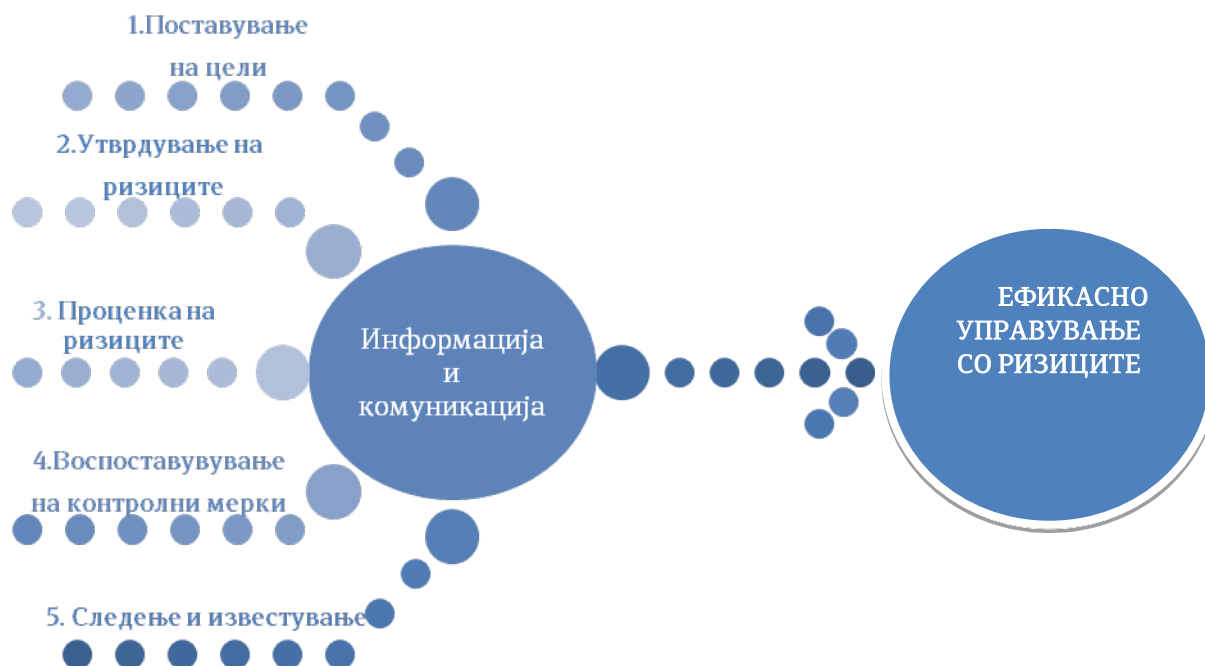 1.Поставување
на цели
2.Утврдување на
ризиците
3. Проценка на
ризиците
4.Воспоставувување
на контролни мерки
5. Следење и известување
Информација
и
комуникација
ЕФИКАСНО
УПРАВУВАЊЕ
СО РИЗИЦИТЕ